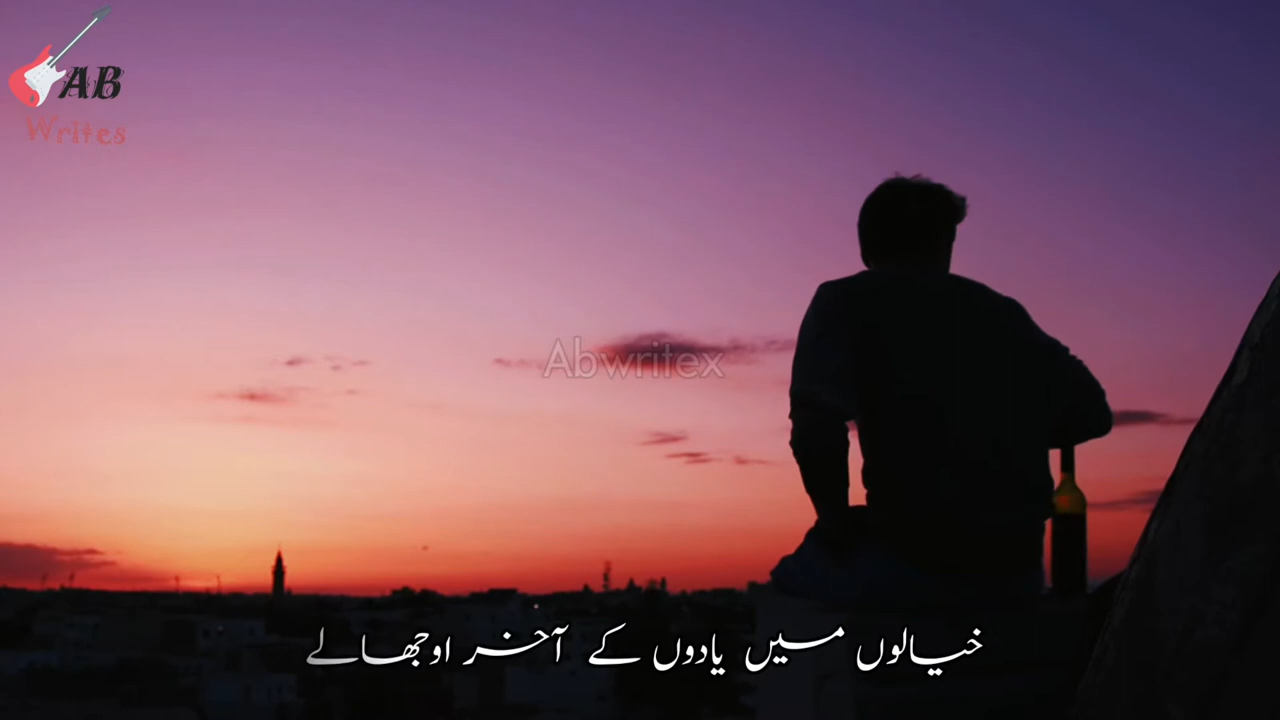 AB
Writes
Abwritex
خیالوں میں یادوں کے آخر اوجھالے